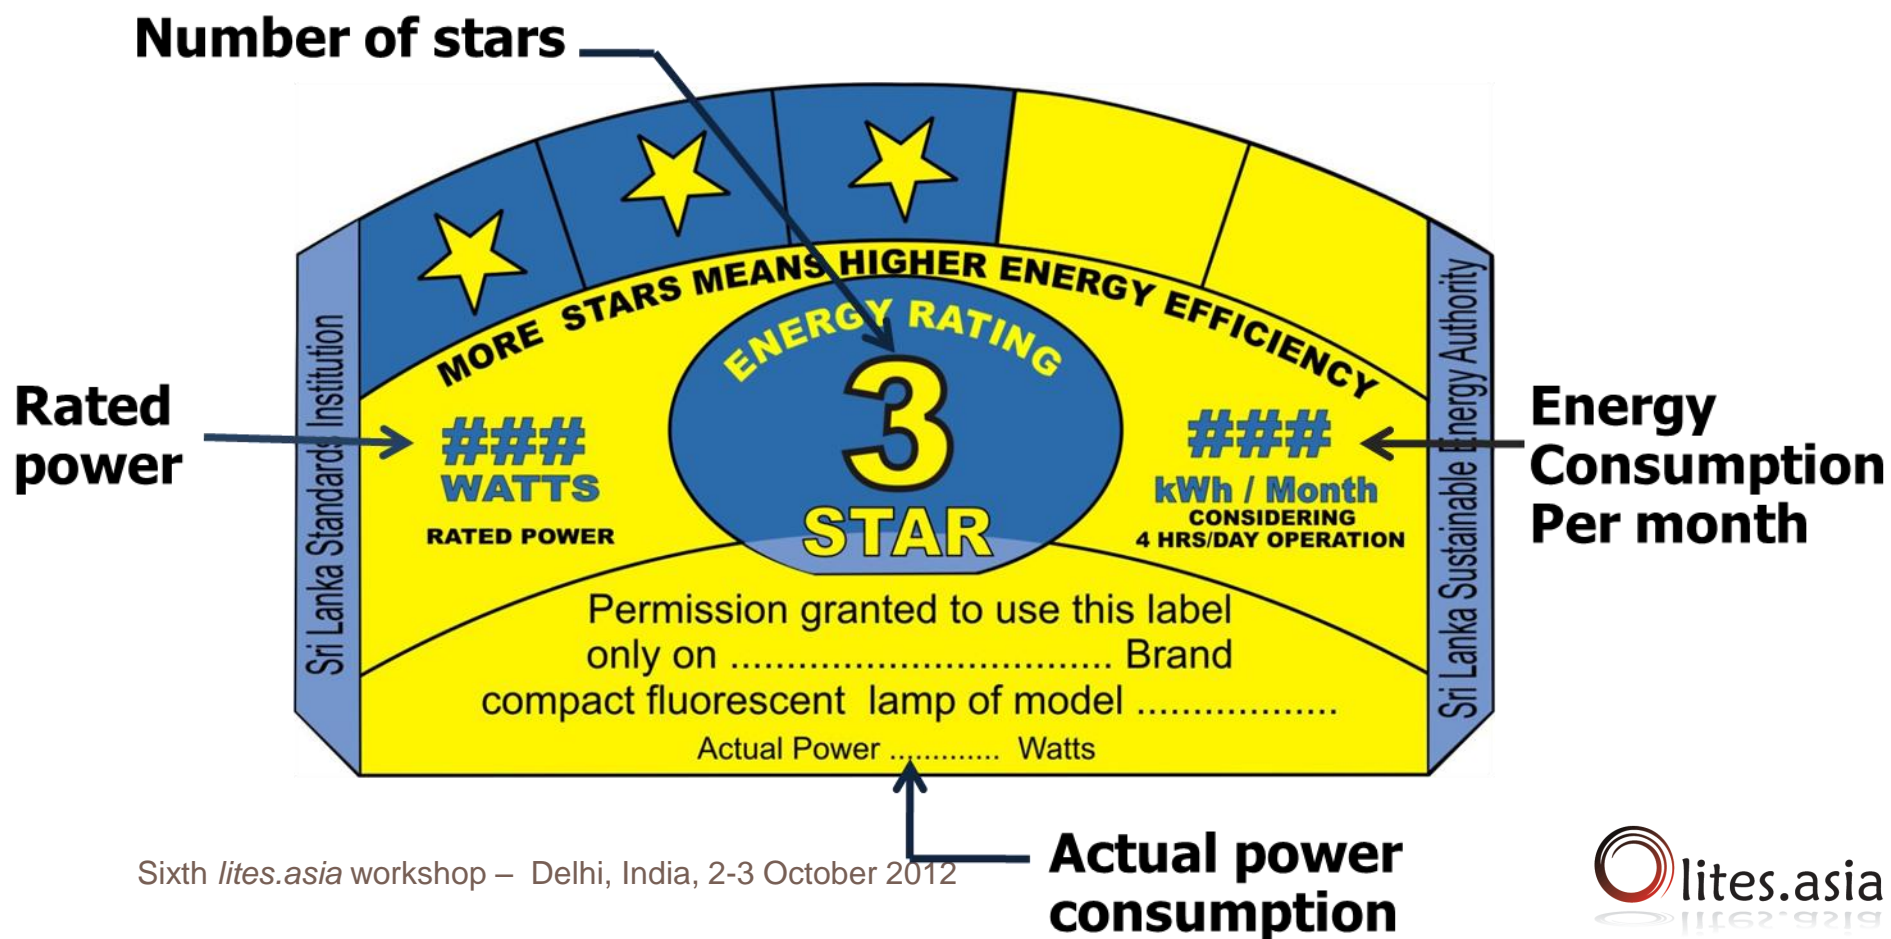 Number of stars
MORE STARS MEANS HIGHER ENERGY EFFICIENCY
ENERGY RATING
3
STAR
Rated
power
###
WATTS
RATED POWER
###
kWh / Month
CONSIDERING
4 HRS/DAY OPERATION
Energy
Consumption
Per month
Sri Lanka Standards Institution
Sri Lanka Sustainable Energy Authority
Permission granted to use this label
only on .................................. Brand
compact fluorescent lamp of model ..................
Actual Power ............. Watts
Actual power
consumption
Sixth lites.asia workshop – Delhi, India, 2-3 October 2012
lites.asia